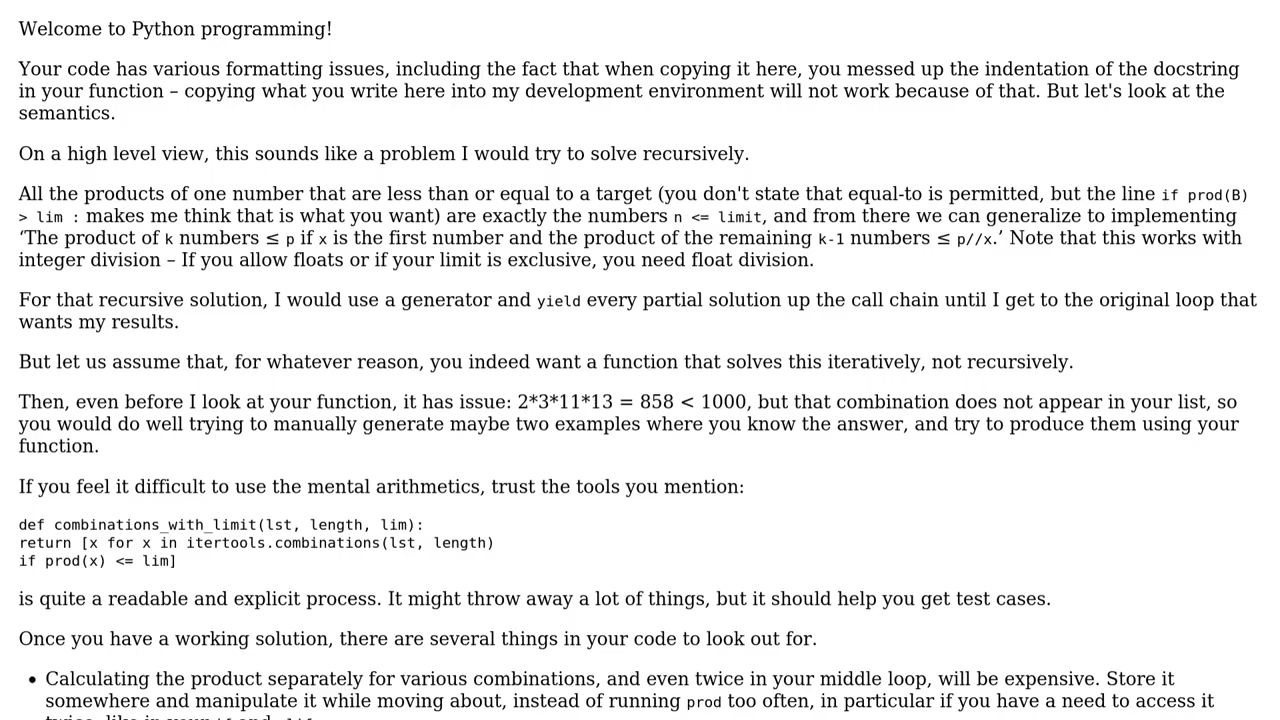 Welcome to Python programming!
Your code has various formatting issues, including the fact that when copying it here, you messed up the indentation of the docstring
in your function – copying what you write here into my development environment will not work because of that. But let's look at the
semantics.
On a high level view, this sounds like a problem I would try to solve recursively.
All the products of one number that are less than or equal to a target (you don't state that equal-to is permitted, but the line if prod(B)
> lim : makes me think that is what you want) are exactly the numbers n <= limit, and from there we can generalize to implementing
‘The product of k numbers ≤ p if x is the first number and the product of the remaining k-1 numbers ≤ p//x.’ Note that this works with
integer division – If you allow floats or if your limit is exclusive, you need float division.
For that recursive solution, I would use a generator and yield every partial solution up the call chain until I get to the original loop that
wants my results.
But let us assume that, for whatever reason, you indeed want a function that solves this iteratively, not recursively.
Then, even before I look at your function, it has issue: 2*3*11*13 = 858 < 1000, but that combination does not appear in your list, so
you would do well trying to manually generate maybe two examples where you know the answer, and try to produce them using your
function.
If you feel it difficult to use the mental arithmetics, trust the tools you mention:
def combinations_with_limit(lst, length, lim):
return [x for x in itertools.combinations(lst, length)
if prod(x) <= lim]
is quite a readable and explicit process. It might throw away a lot of things, but it should help you get test cases.
Once you have a working solution, there are several things in your code to look out for.
• Calculating the product separately for various combinations, and even twice in your middle loop, will be expensive. Store it
somewhere and manipulate it while moving about, instead of running prod too often, in particular if you have a need to access it